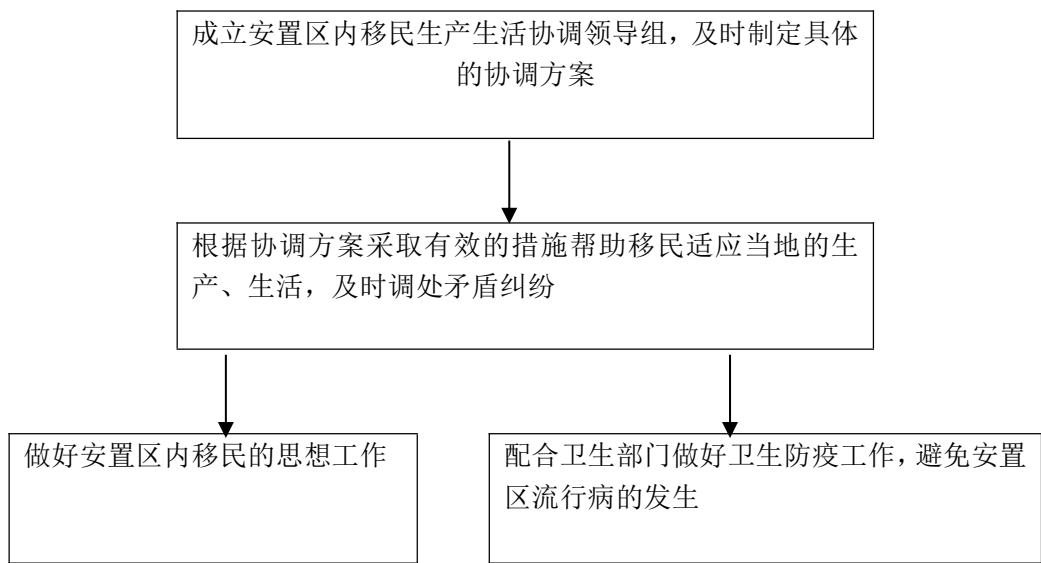 成立安置区内移民生产生活协调领导组，及时制定具体
的协调方案
根据协调方案采取有效的措施帮助移民适应当地的生
产、生活，及时调处矛盾纠纷
做好安置区内移民的思想工作
配合卫生部门做好卫生防疫工作，避免安置
区流行病的发生